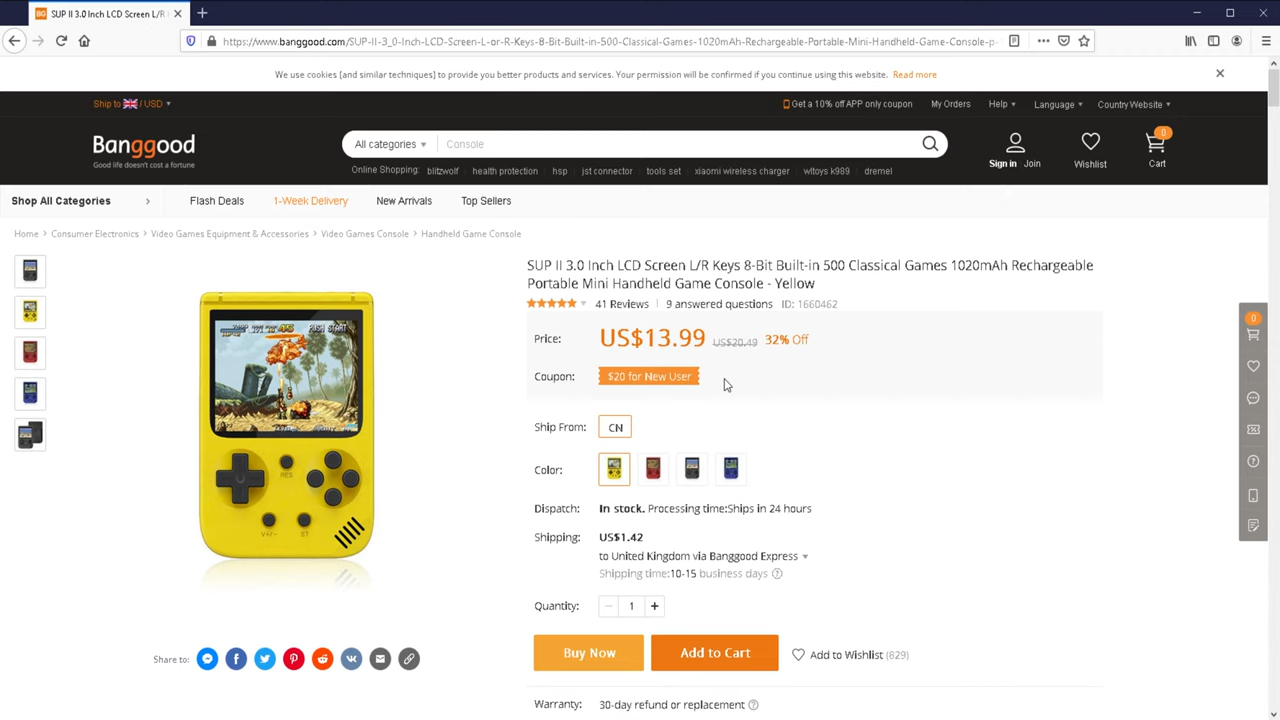 SUP II 3.0 Inch LCD Screen L/R
https://www.banggood.com/SUP-II-3_0-Inch-LCD-Screen-L-or-R-Keys-8-Bit-Built-in-500-Classical-Games-1020mAh-Rechargeable-Portable-Mini-Handheld-Game-Console-p-
We use cookies (and similar techniques) to provide you better products and services. Your permission will be confirmed if you continue using this website. Read more
Ship to / USD
Get a 10% off APP only coupon My Orders Help Language Country Website
Banggood
Good life doesn't cost a fortune
All categories Console
Online Shopping: blitzwolf health protection hsp jst connector tools set xiaomi wireless charger wltoys k989 dremel
Sign in Join
Wishlist
0
Cart
Shop All Categories Flash Deals 1-Week Delivery New Arrivals Top Sellers
Home > Consumer Electronics > Video Games Equipment & Accessories > Video Games Console > Handheld Game Console
SUP II 3.0 Inch LCD Screen L/R Keys 8-Bit Built-in 500 Classical Games 1020mAh Rechargeable
Portable Mini Handheld Game Console - Yellow
41 Reviews 9 answered questions ID: 1660462
Price: US$13.99 US$20.49 32% Off
Coupon: $20 for New User
Ship From: CN
Color:
Dispatch: In stock. Processing time:Ships in 24 hours
Shipping: US$1.42
to United Kingdom via Banggood Express
Shipping time:10-15 business days
Quantity: 1
Buy Now Add to Cart Add to Wishlist (829)
Warranty: 30-day refund or replacement
PUSH START
RES
V+/- ST
Share to:
0